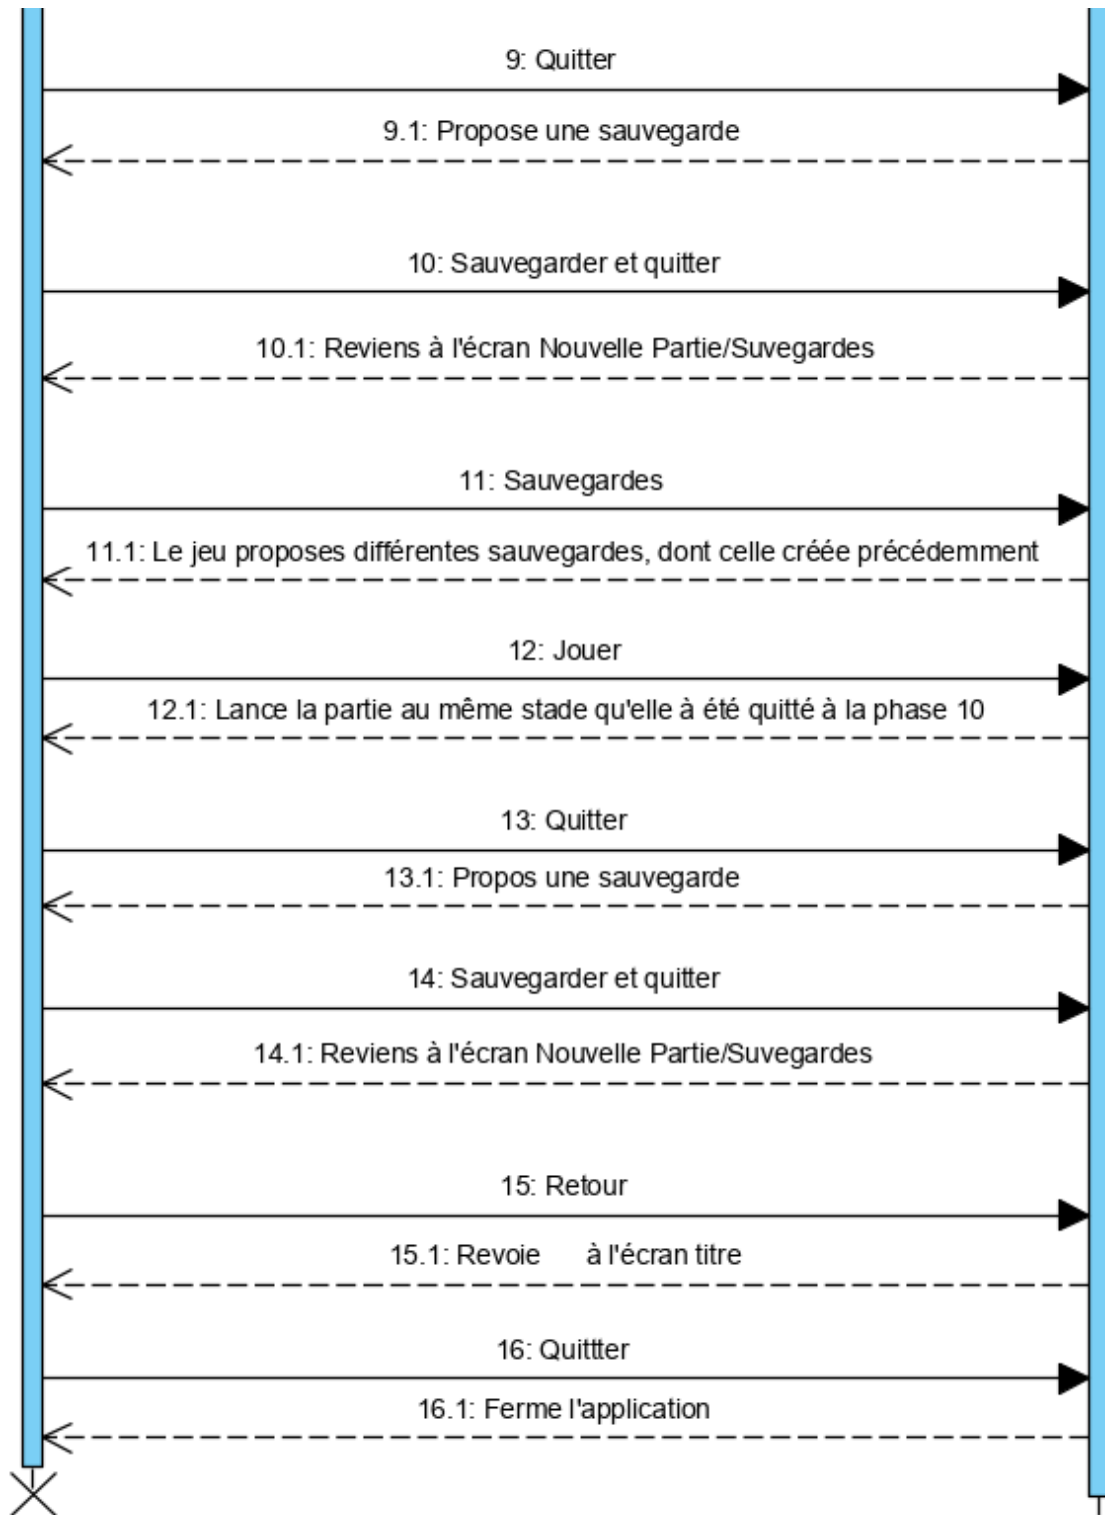 9: Quitter
9.1: Propose une sauvegarde
10: Sauvegarder et quitter
10.1: Reviens à l'écran Nouvelle Partie/Suvegardes
11: Sauvegardes
11.1: Le jeu proposes différentes sauvegardes, dont celle créée précédemment
12: Jouer
12.1: Lance la partie au même stade qu'elle à été quitté à la phase 10
13: Quitter
13.1: Propos une sauvegarde
14: Sauvegarder et quitter
14.1: Reviens à l'écran Nouvelle Partie/Suvegardes
15: Retour
15.1: Revoie à l'écran titre
16: Quittter
16.1: Ferme l'application